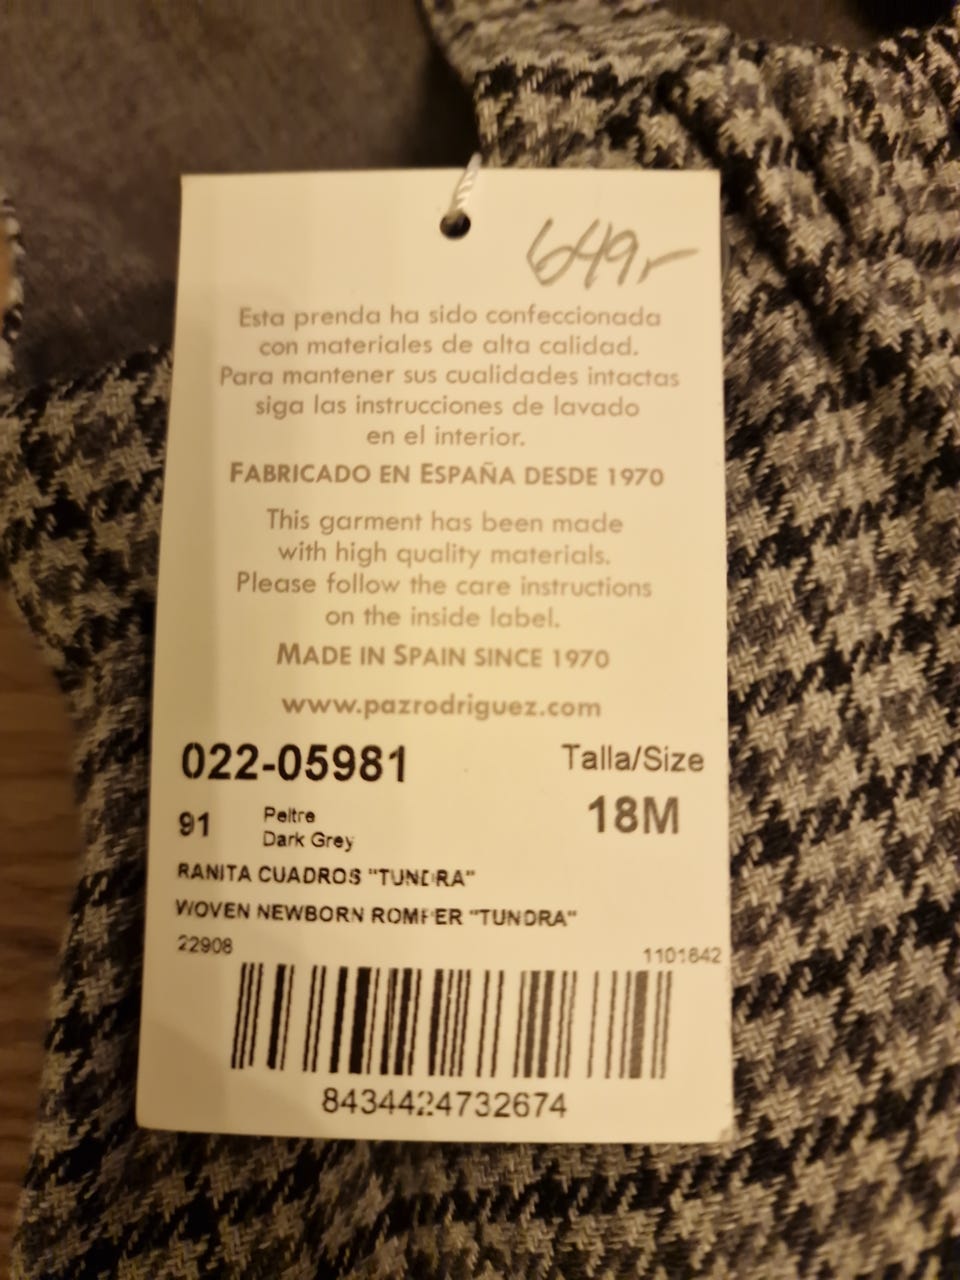 649,-
Esta prenda ha sido confeccionada
con materiales de alta calidad.
Para mantener sus cualidades intactas
siga las instrucciones de lavado
en el interior.
FABRICADO EN ESPAÑA DESDE 1970
This garment has been made
with high quality materials.
Please follow the care instructions
on the inside label.
MADE IN SPAIN SINCE 1970
www.pazrodriguez.com
022-05981 Talla/Size
91 Peltre 18M
Dark Grey
RANITA CUADROS "TUNDRA"
WOVEN NEWBORN ROMPER "TUNDRA"
22908 1101842
8434424732674